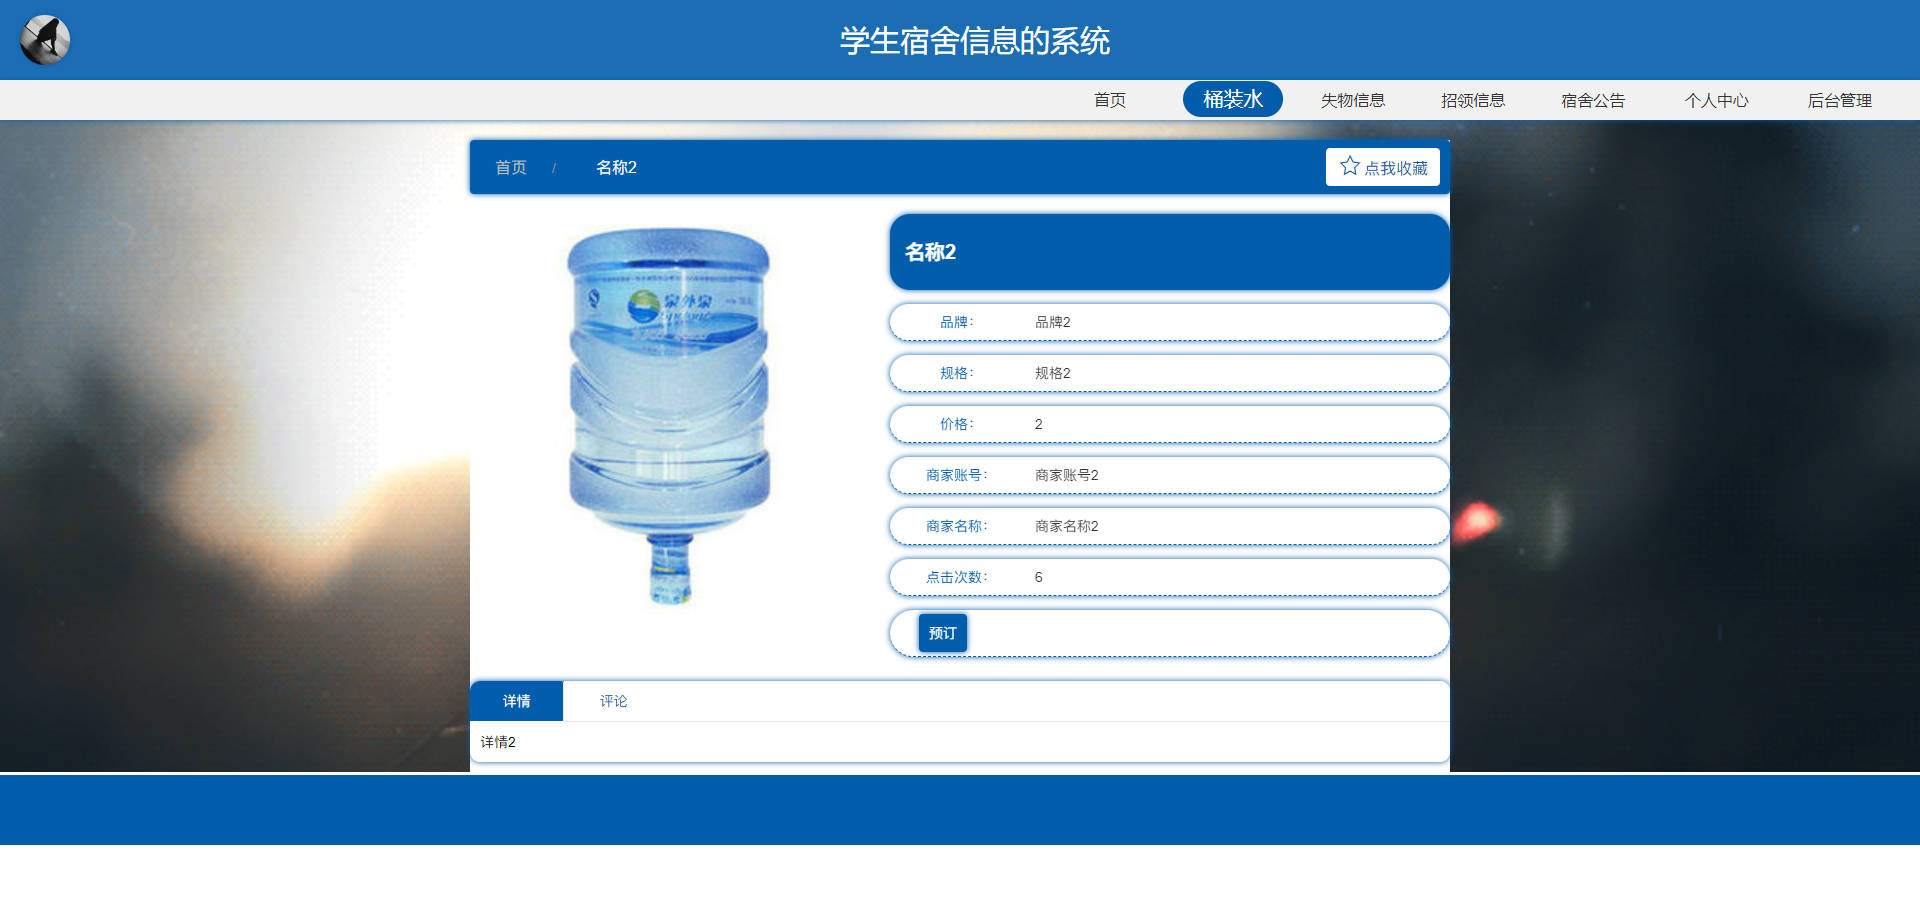 学生宿舍信息的系统
首页 桶装水 失物信息 招领信息 宿舍公告 个人中心 后台管理
首页 / 名称2 点我收藏
泉外泉
名称2
品牌: 品牌2
规格: 规格2
价格: 2
商家账号: 商家账号2
商家名称: 商家名称2
点击次数: 6
预订
详情 评论
详情2